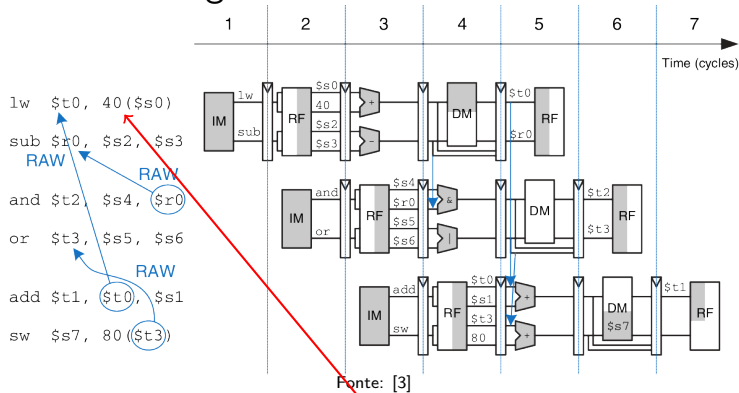 1 2 3 4 5 6 7
Time (cycles)
lw $t0, 40($s0)
sub $r0, $s2, $s3
RAW
RAW
and $t2, $s4, $r0
or $t3, $s5, $s6
RAW
add $t1, $t0, $s1
sw $s7, 80($t3)
IM
lw
sub
RF
$s0
40
$s2
$s3
+
-
DM
$t0
$r0
RF
IM
and
or
RF
$s4
$r0
$s5
$s6
&
|
DM
$t2
$t3
RF
IM
add
sw
RF
$t0
$s1
$t3
80
+
+
DM
$s7
$t1
RF
Fonte: [3]